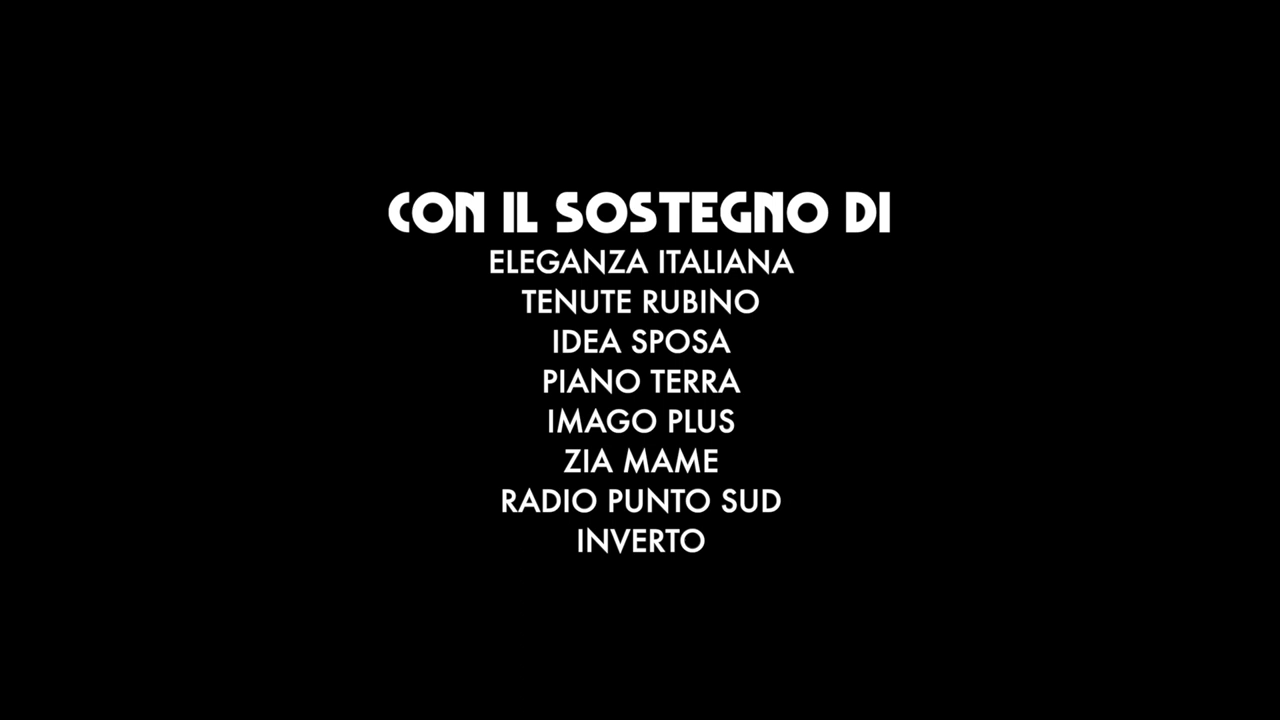 CON IL SOSTEGNO DI
ELEGANZA ITALIANA
TENUTE RUBINO
IDEA SPOSA
PIANO TERRA
IMAGO PLUS
ZIA MAME
RADIO PUNTO SUD
INVERTO